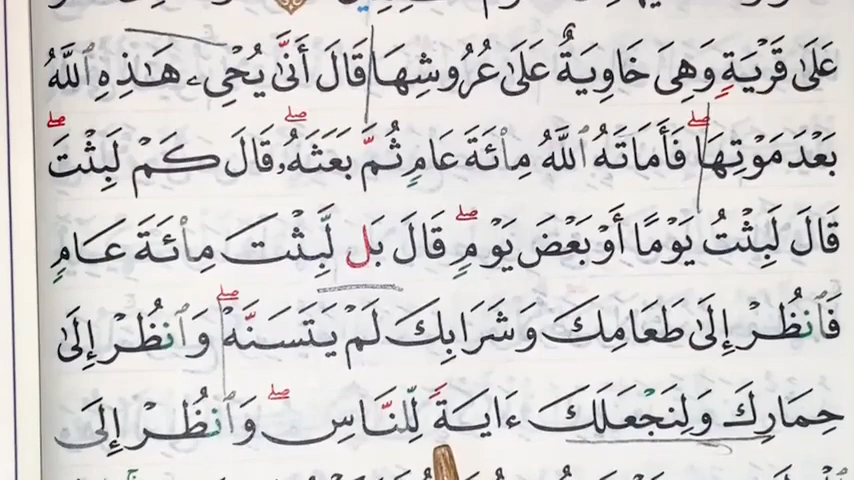 عَلَىٰ قَرْيَةٍ وَهِيَ خَاوِيَةٌ عَلَىٰ عُرُوشِهَا قَالَ أَنَّىٰ يُحْيِۦ هَٰذِهِ ٱللَّهُ
بَعْدَ مَوْتِهَاۖ فَأَمَاتَهُ ٱللَّهُ مِا۟ئَةَ عَامٍ ثُمَّ بَعَثَهُۥۖ قَالَ كَمْ لَبِثْتَۖ
قَالَ لَبِثْتُ يَوْمًا أَوْ بَعْضَ يَوْمٍۖ قَالَ بَل لَّبِثْتَ مِا۟ئَةَ عَامٍ
فَٱنظُرْ إِلَىٰ طَعَامِكَ وَشَرَابِكَ لَمْ يَتَسَنَّهْۖ وَٱنظُرْ إِلَىٰ
حِمَارِكَ وَلِنَجْعَلَكَ ءَايَةً لِّلنَّاسِۖ وَٱنظُرْ إِلَى